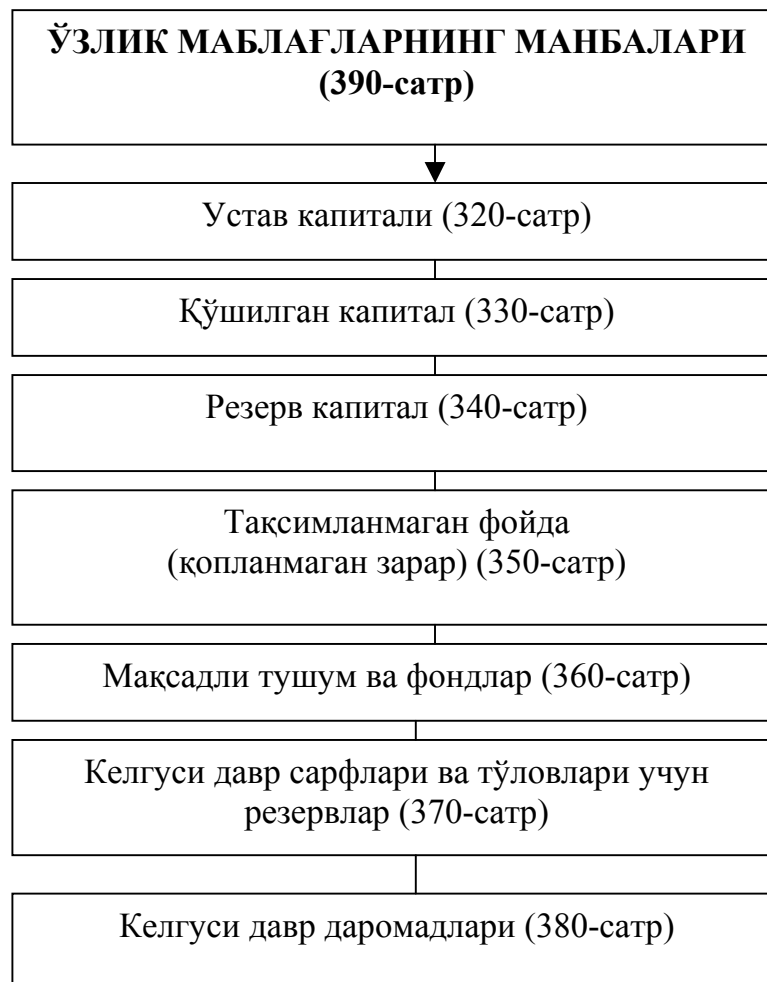 ЎЗЛИК МАБЛАҒЛАРНИНГ МАНБАЛАРИ
(390-сатр)
Устав капитали (320-сатр)
Қўшилган капитал (330-сатр)
Резерв капитал (340-сатр)
Тақсимланмаган фойда
(қопланмаган зарар) (350-сатр)
Мақсадли тушум ва фондлар (360-сатр)
Келгуси давр сарфлари ва тўловлари учун
резервлар (370-сатр)
Келгуси давр даромадлари (380-сатр)